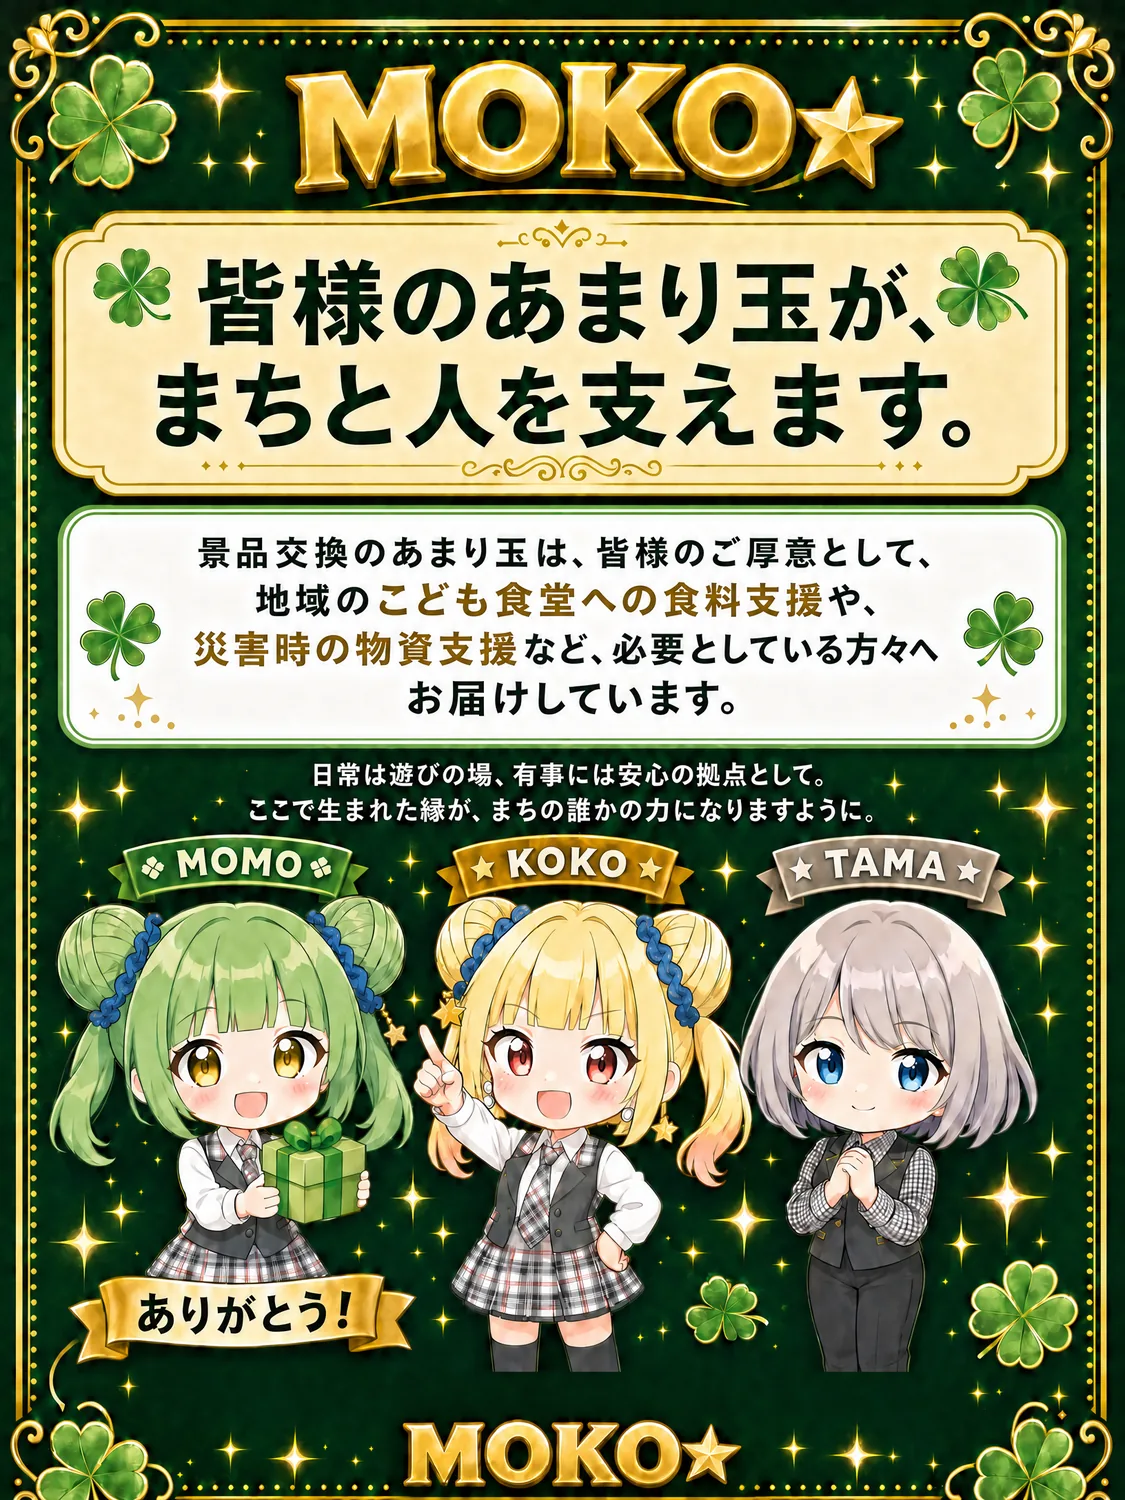 MOKO★
皆様のあまり玉が、
まちと人を支えます。
景品交換のあまり玉は、皆様のご厚意として、
地域のこども食堂への食料支援や、
災害時の物資支援など、必要としている方々へ
お届けしています。
日常は遊びの場、有事には安心の拠点として。
ここで生まれた縁が、まちの誰かの力になりますように。
MOMO
KOKO
TAMA
ありがとう！
MOKO★